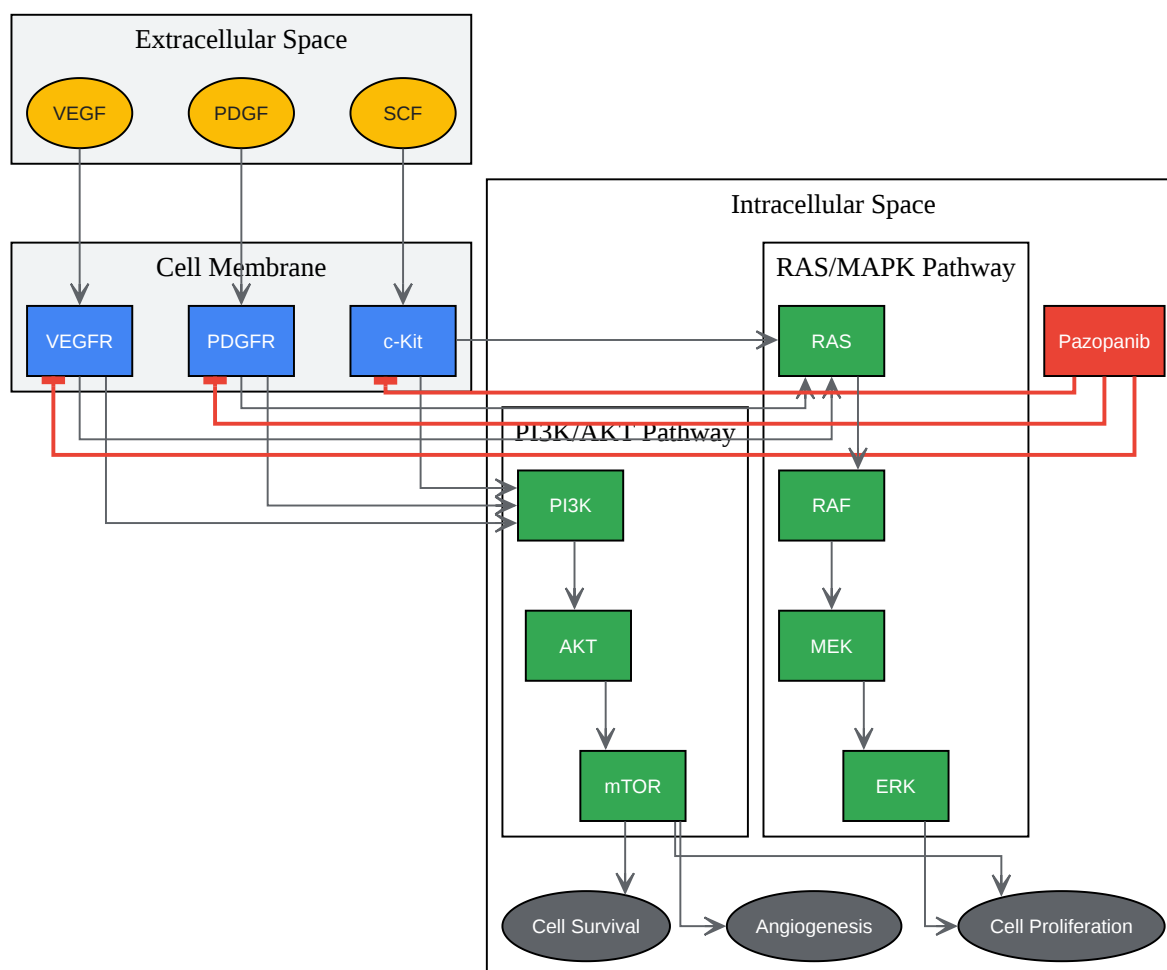 Extracellular Space
VEGF
PDGF
SCF
Intracellular Space
Cell Membrane
RAS/MAPK Pathway
VEGFR
PDGFR
c-Kit
RAS
Pazopanib
PI3K/AKT Pathway
PI3K
RAF
AKT
MEK
mTOR
ERK
Cell Survival
Angiogenesis
Cell Proliferation